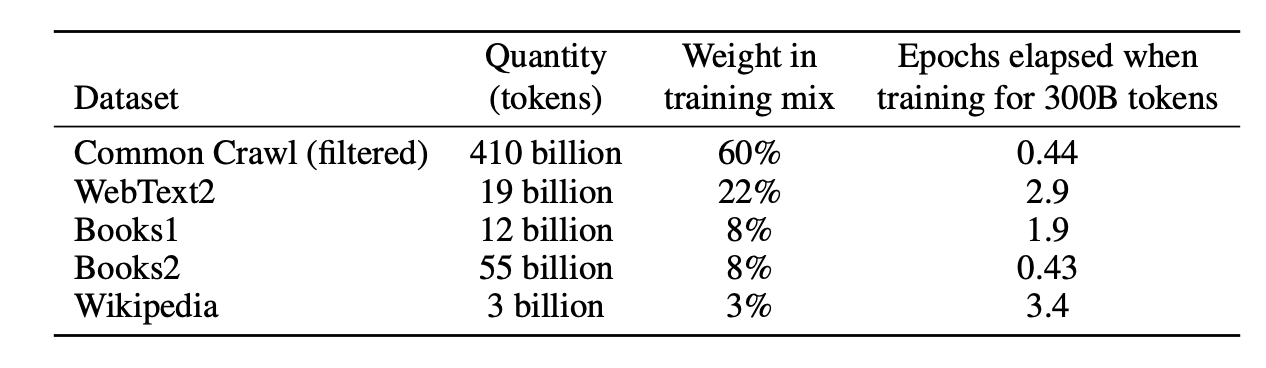 Dataset Quantity (tokens) Weight in training mix Epochs elapsed when training for 300B tokens
Common Crawl (filtered) 410 billion 60% 0.44
WebText2 19 billion 22% 2.9
Books1 12 billion 8% 1.9
Books2 55 billion 8% 0.43
Wikipedia 3 billion 3% 3.4